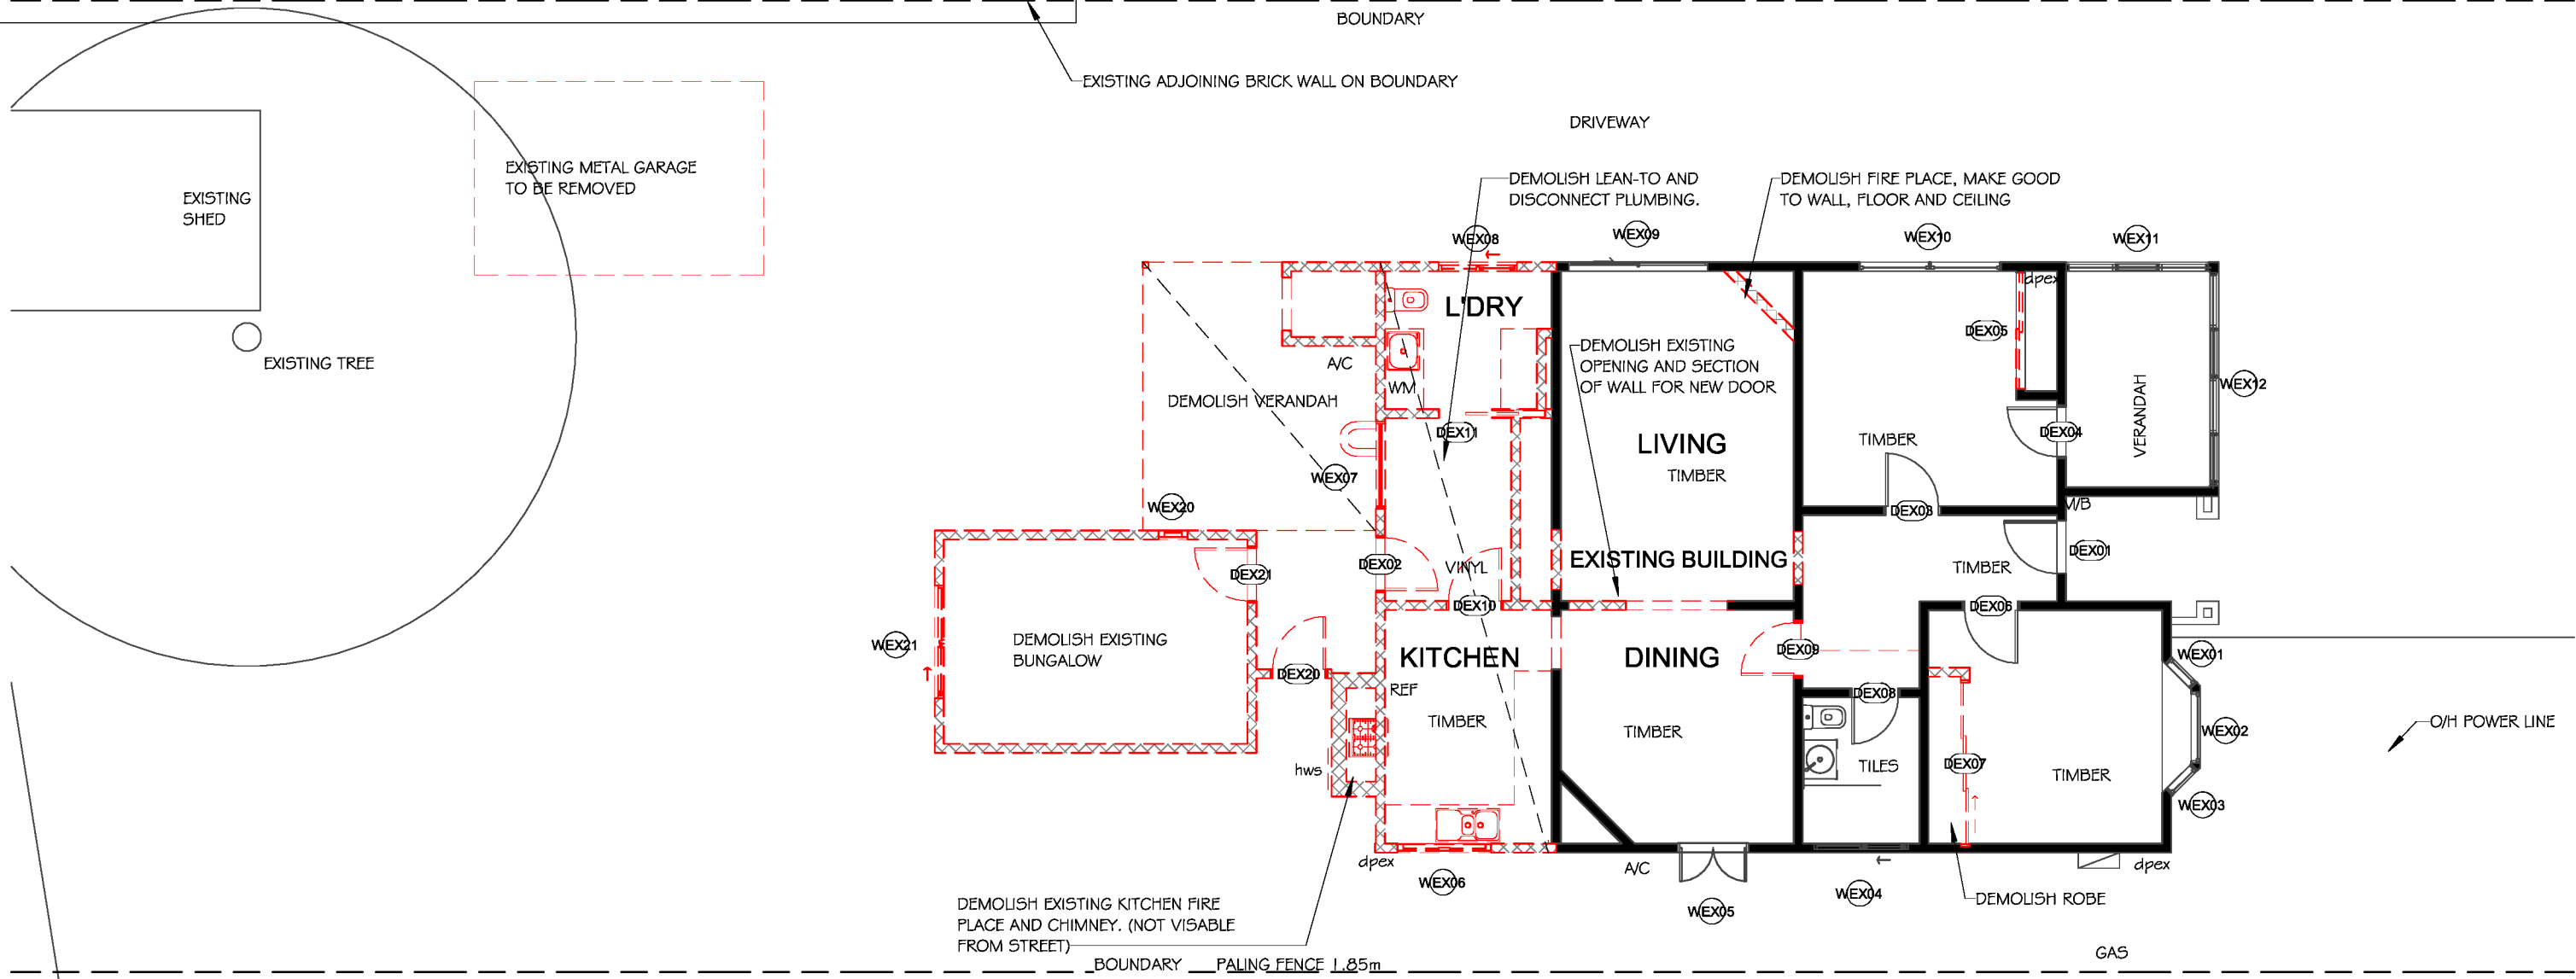 BOUNDARY
EXISTING ADJOINING BRICK WALL ON BOUNDARY
DRIVEWAY
EXISTING METAL GARAGE
TO BE REMOVED
EXISTING
SHED
EXISTING TREE
DEMOLISH LEAN-TO AND
DISCONNECT PLUMBING.
DEMOLISH FIRE PLACE, MAKE GOOD
TO WALL, FLOOR AND CEILING
WEX08
WEX09
WEX10
WEX11
L'DRY
dpex
DEX05
A/C
WM
DEMOLISH EXISTING
OPENING AND SECTION
OF WALL FOR NEW DOOR
WEX12
DEMOLISH VERANDAH
VERANDAH
DEX11
LIVING
TIMBER
TIMBER
DEX04
WEX07
WEX20
DEX03
M/B
DEX01
EXISTING BUILDING
DEX21
DEX02
VINYL
TIMBER
DEX10
DEX06
WEX21
DEMOLISH EXISTING
BUNGALOW
DEX20
KITCHEN
DINING
DEX09
WEX01
REF
DEX08
TIMBER
TIMBER
WEX02
O/H POWER LINE
hws
TILES
DEX07
TIMBER
WEX03
dpex
A/C
dpex
WEX06
WEX05
WEX04
DEMOLISH ROBE
DEMOLISH EXISTING KITCHEN FIRE
PLACE AND CHIMNEY. (NOT VISABLE
FROM STREET)
GAS
BOUNDARY PALING FENCE 1.85m